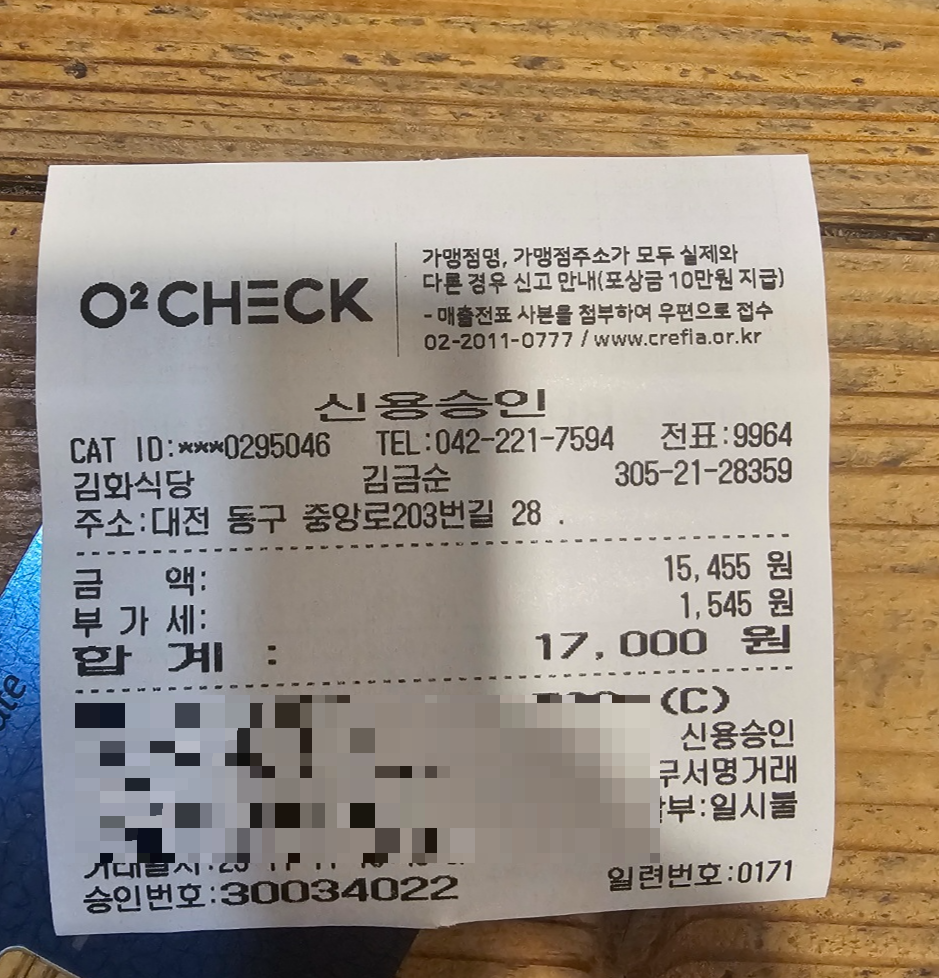 O²CHECK
가맹점명, 가맹점주소가 모두 실제와
다른 경우 신고 안내(포상금 10만원 지급)
- 매출전표 사본을 첨부하여 우편으로 접수
02-2011-0777 / www.crefia.or.kr
신용승인
CAT ID:***0295046 TEL:042-221-7594 전표:9964
김화식당 김금순 305-21-28359
주소:대전 동구 중앙로203번길 28 .
금 액: 15,455 원
부 가 세: 1,545 원
합 계 : 17,000 원
(C)
신용승인
무서명거래
할부:일시불
거래일시:
승인번호:30034022 일련번호:0171